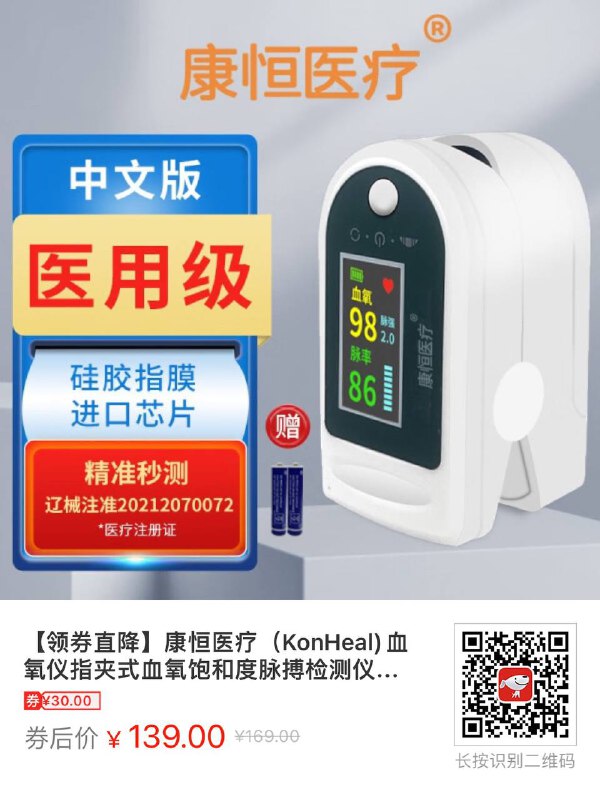 康恒医疗®
中文版
医用级
硅胶指膜
进口芯片
精准秒测
辽械注准20212070072
*医疗注册证
赠
血氧
98
脉强
2.0
脉率
86
康恒医疗®
【领券直降】康恒医疗（KonHeal) 血
氧仪指夹式血氧饱和度脉搏检测仪...
券 ¥30.00
券后价 ¥ 139.00 ¥169.00
长按识别二维码